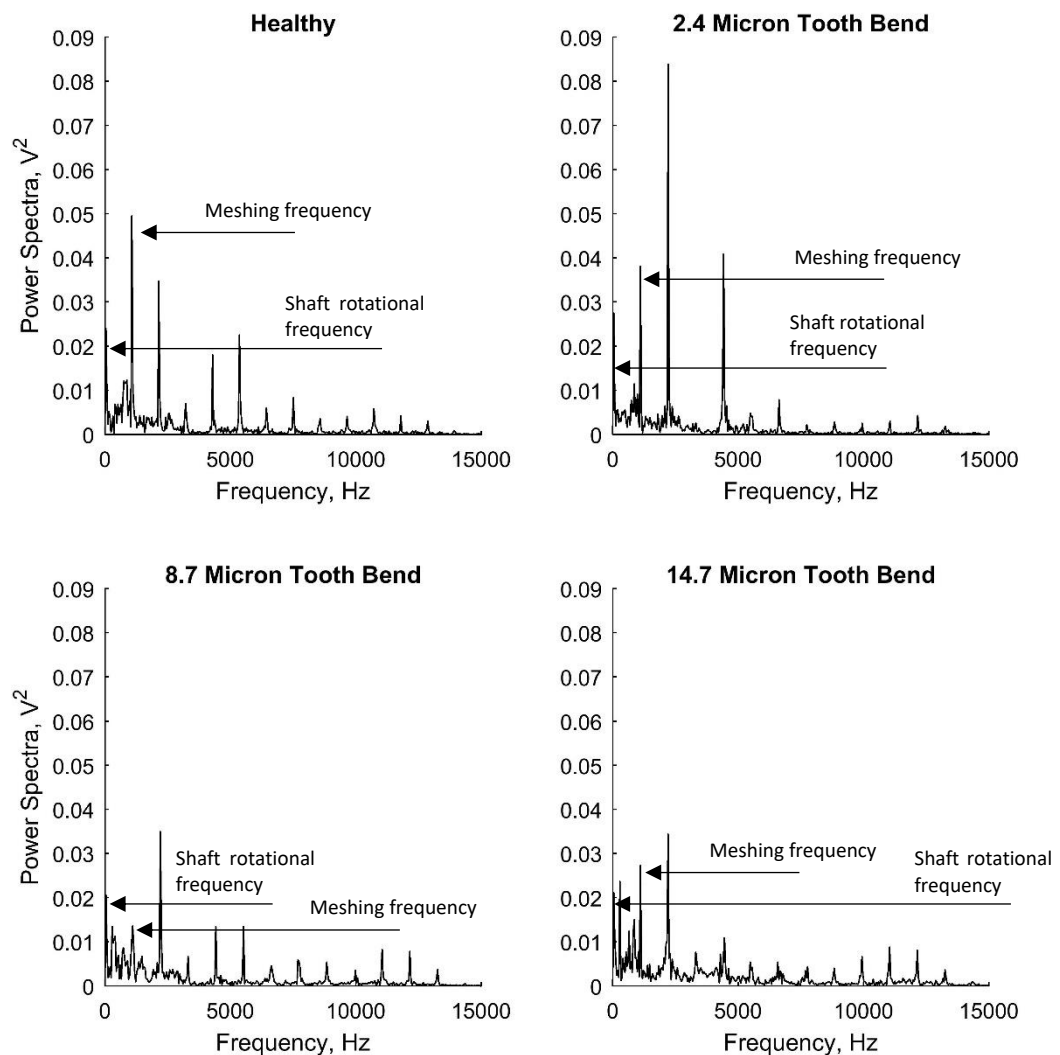 Healthy
Power Spectra, V²
0.09
0.08
0.07
0.06
0.05
0.04
0.03
0.02
0.01
0
Meshing frequency
Shaft rotational
frequency
0 5000 10000 15000
Frequency, Hz
2.4 Micron Tooth Bend
0.09
0.08
0.07
0.06
0.05
0.04
0.03
0.02
0.01
0
Meshing frequency
Shaft rotational
frequency
0 5000 10000 15000
Frequency, Hz
8.7 Micron Tooth Bend
Power Spectra, V²
0.09
0.08
0.07
0.06
0.05
0.04
0.03
0.02
0.01
0
Shaft rotational
frequency
Meshing frequency
0 5000 10000 15000
Frequency, Hz
14.7 Micron Tooth Bend
0.09
0.08
0.07
0.06
0.05
0.04
0.03
0.02
0.01
0
Meshing frequency
Shaft rotational
frequency
0 5000 10000 15000
Frequency, Hz